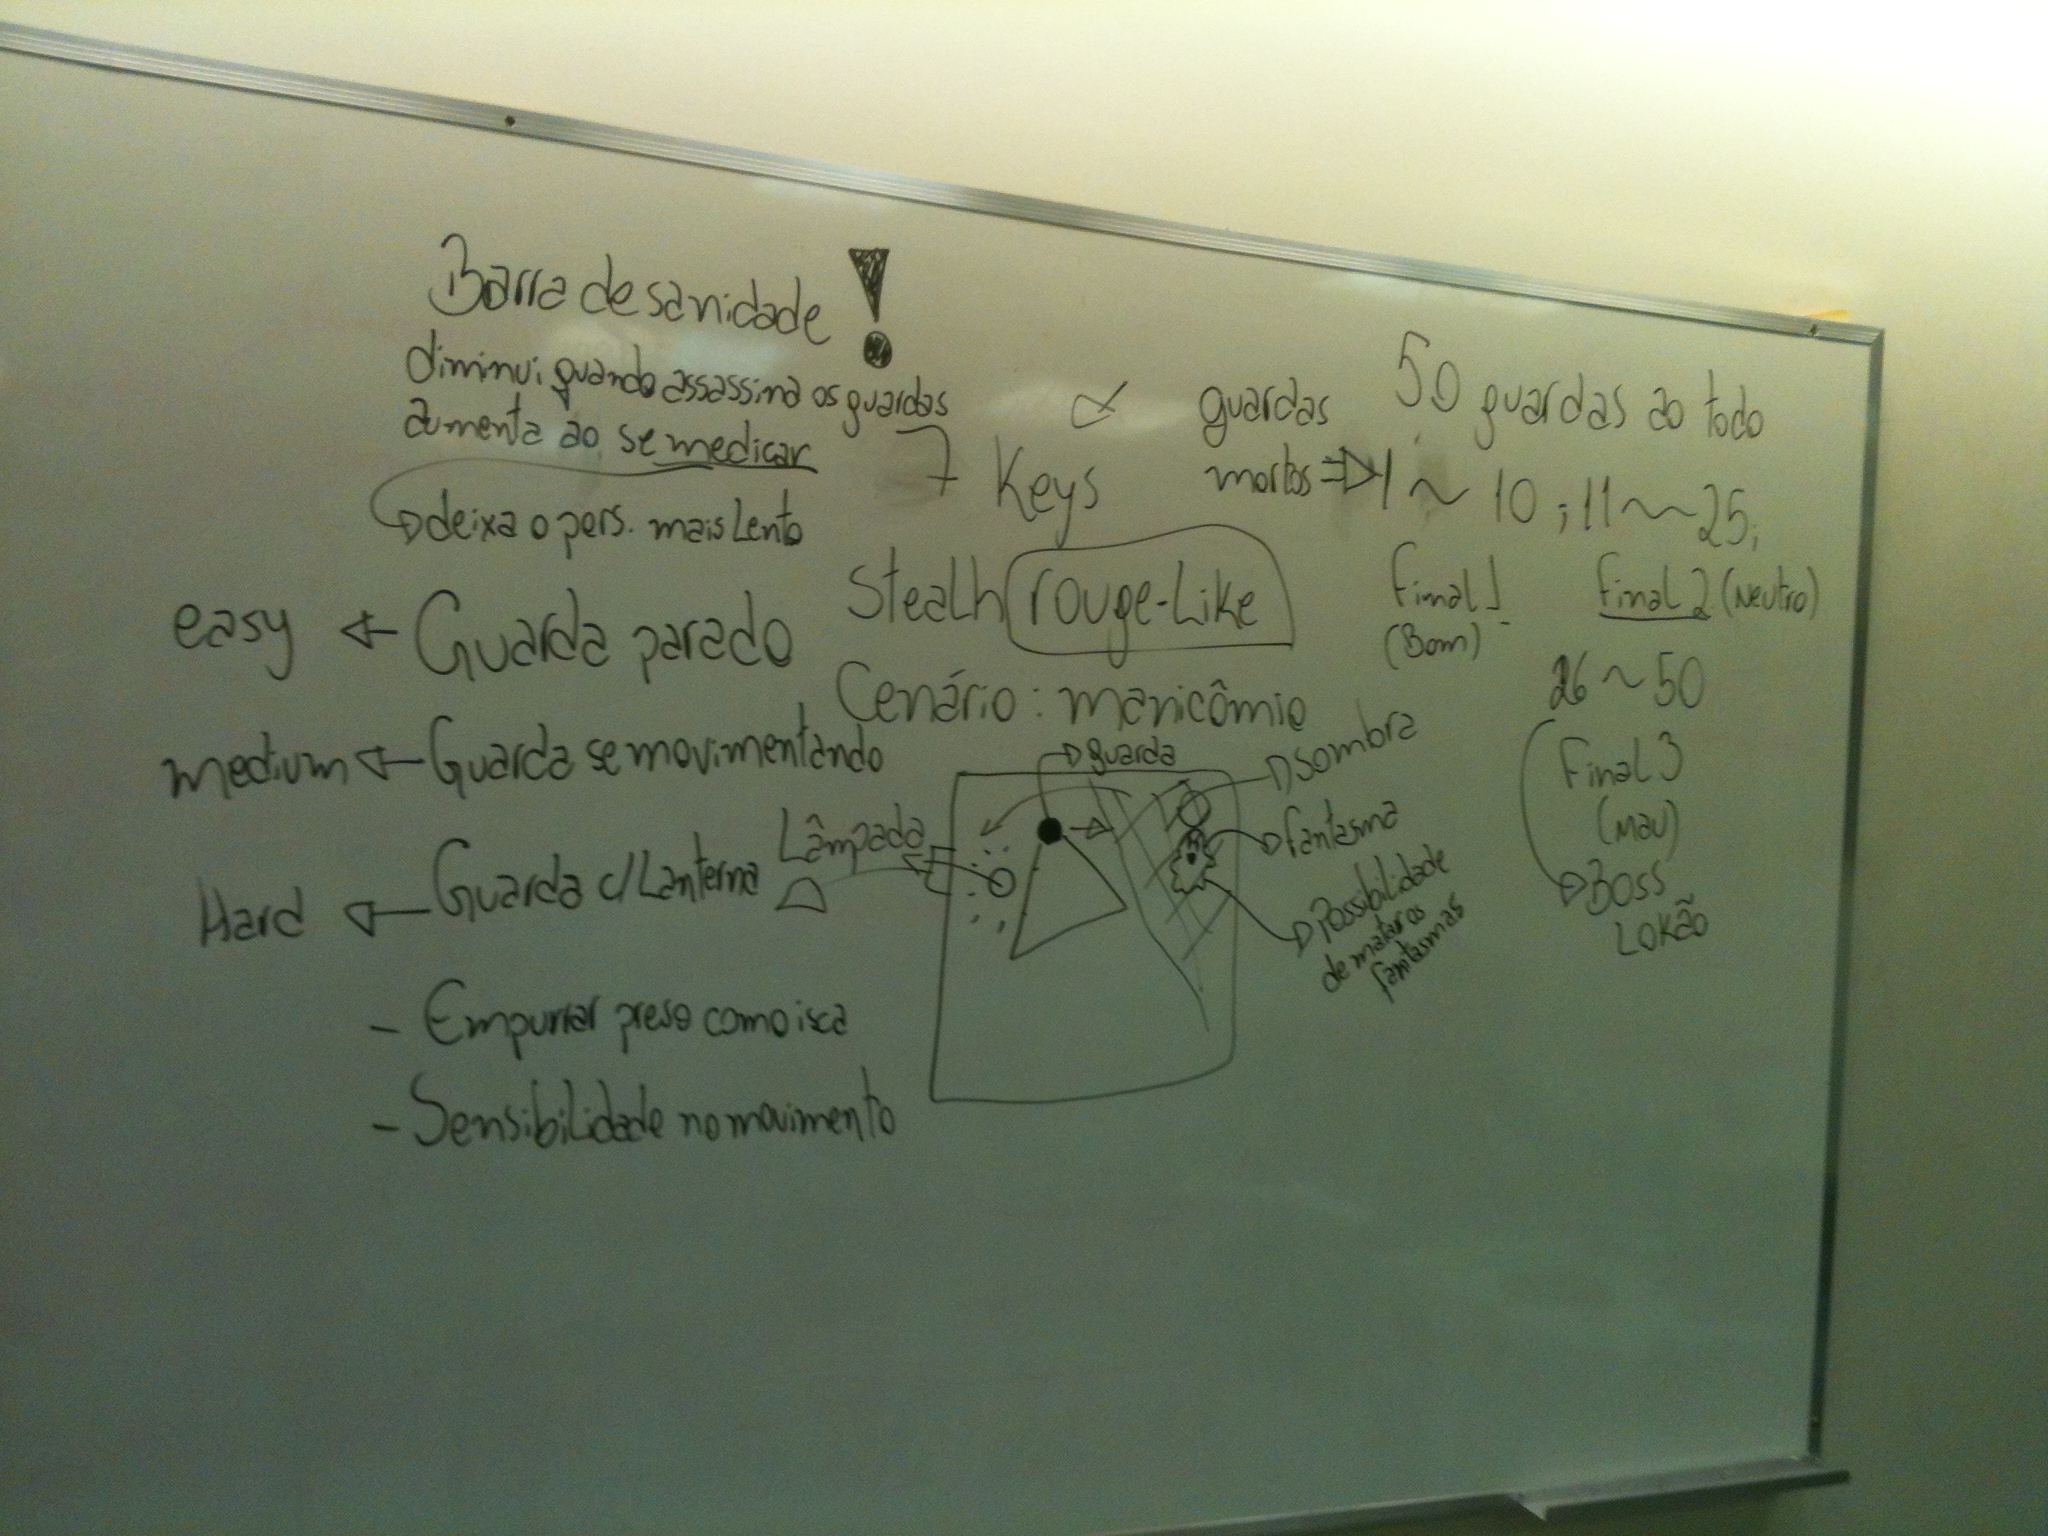 Barra de sanidade !
diminui quando assassina os guardas
aumenta ao se medicar
deixa o pers. mais Lento
easy ← Guarda parado
medium ← Guarda se movimentando
Hard ← Guarda c/ Lanterna
- Empurrar preso como isca
- Sensibilidade no movimento
7 Keys
Stealh rouge-Like
Cenário: manicômio
guarda
Lâmpada
sombra
fantasma
Possibilidade
de matar os
fantasmas
50 guardas ao todo
guardas
mortos ⇒ 1 ~ 10 ; 11 ~ 25;
Final 1
(Bom)
Final 2 (Neutro)
26 ~ 50
Final 3
(Mau)
Boss
LOKão